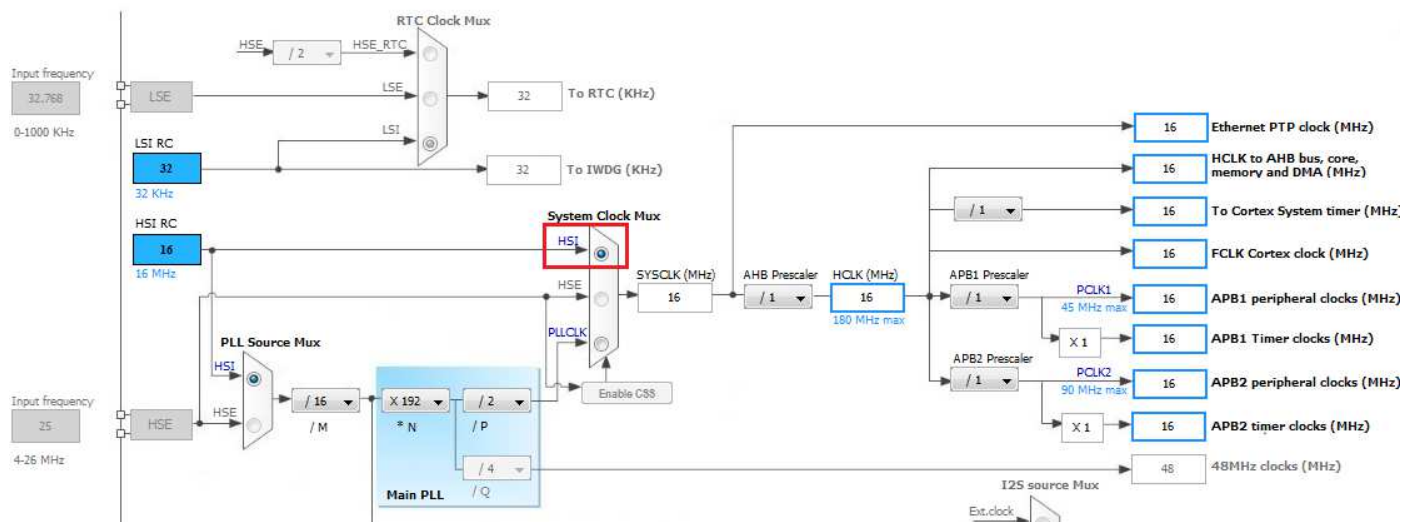 RTC Clock Mux
HSE
/ 2
HSE_RTC
Input frequency
32.768
0-1000 KHz
LSE
LSE
32
To RTC (KHz)
LSI
LSI RC
32
32 KHz
32
To IWDG (KHz)
HSI RC
16
16 MHz
System Clock Mux
HSI
HSE
PLLCLK
Enable CSS
SYSCLK (MHz)
16
AHB Prescaler
/ 1
HCLK (MHz)
16
180 MHz max
16
Ethernet PTP clock (MHz)
16
HCLK to AHB bus, core,
memory and DMA (MHz)
/ 1
16
To Cortex System timer (MHz)
16
FCLK Cortex clock (MHz)
APB1 Prescaler
/ 1
PCLK1
45 MHz max
16
APB1 peripheral clocks (MHz)
X 1
16
APB1 Timer clocks (MHz)
APB2 Prescaler
/ 1
PCLK2
90 MHz max
16
APB2 peripheral clocks (MHz)
X 1
16
APB2 timer clocks (MHz)
PLL Source Mux
HSI
HSE
Input frequency
25
4-26 MHz
HSE
/ 16
/ M
X 192
* N
/ 2
/ P
/ 4
/ Q
Main PLL
48
48MHz clocks (MHz)
I2S source Mux
Ext.clock